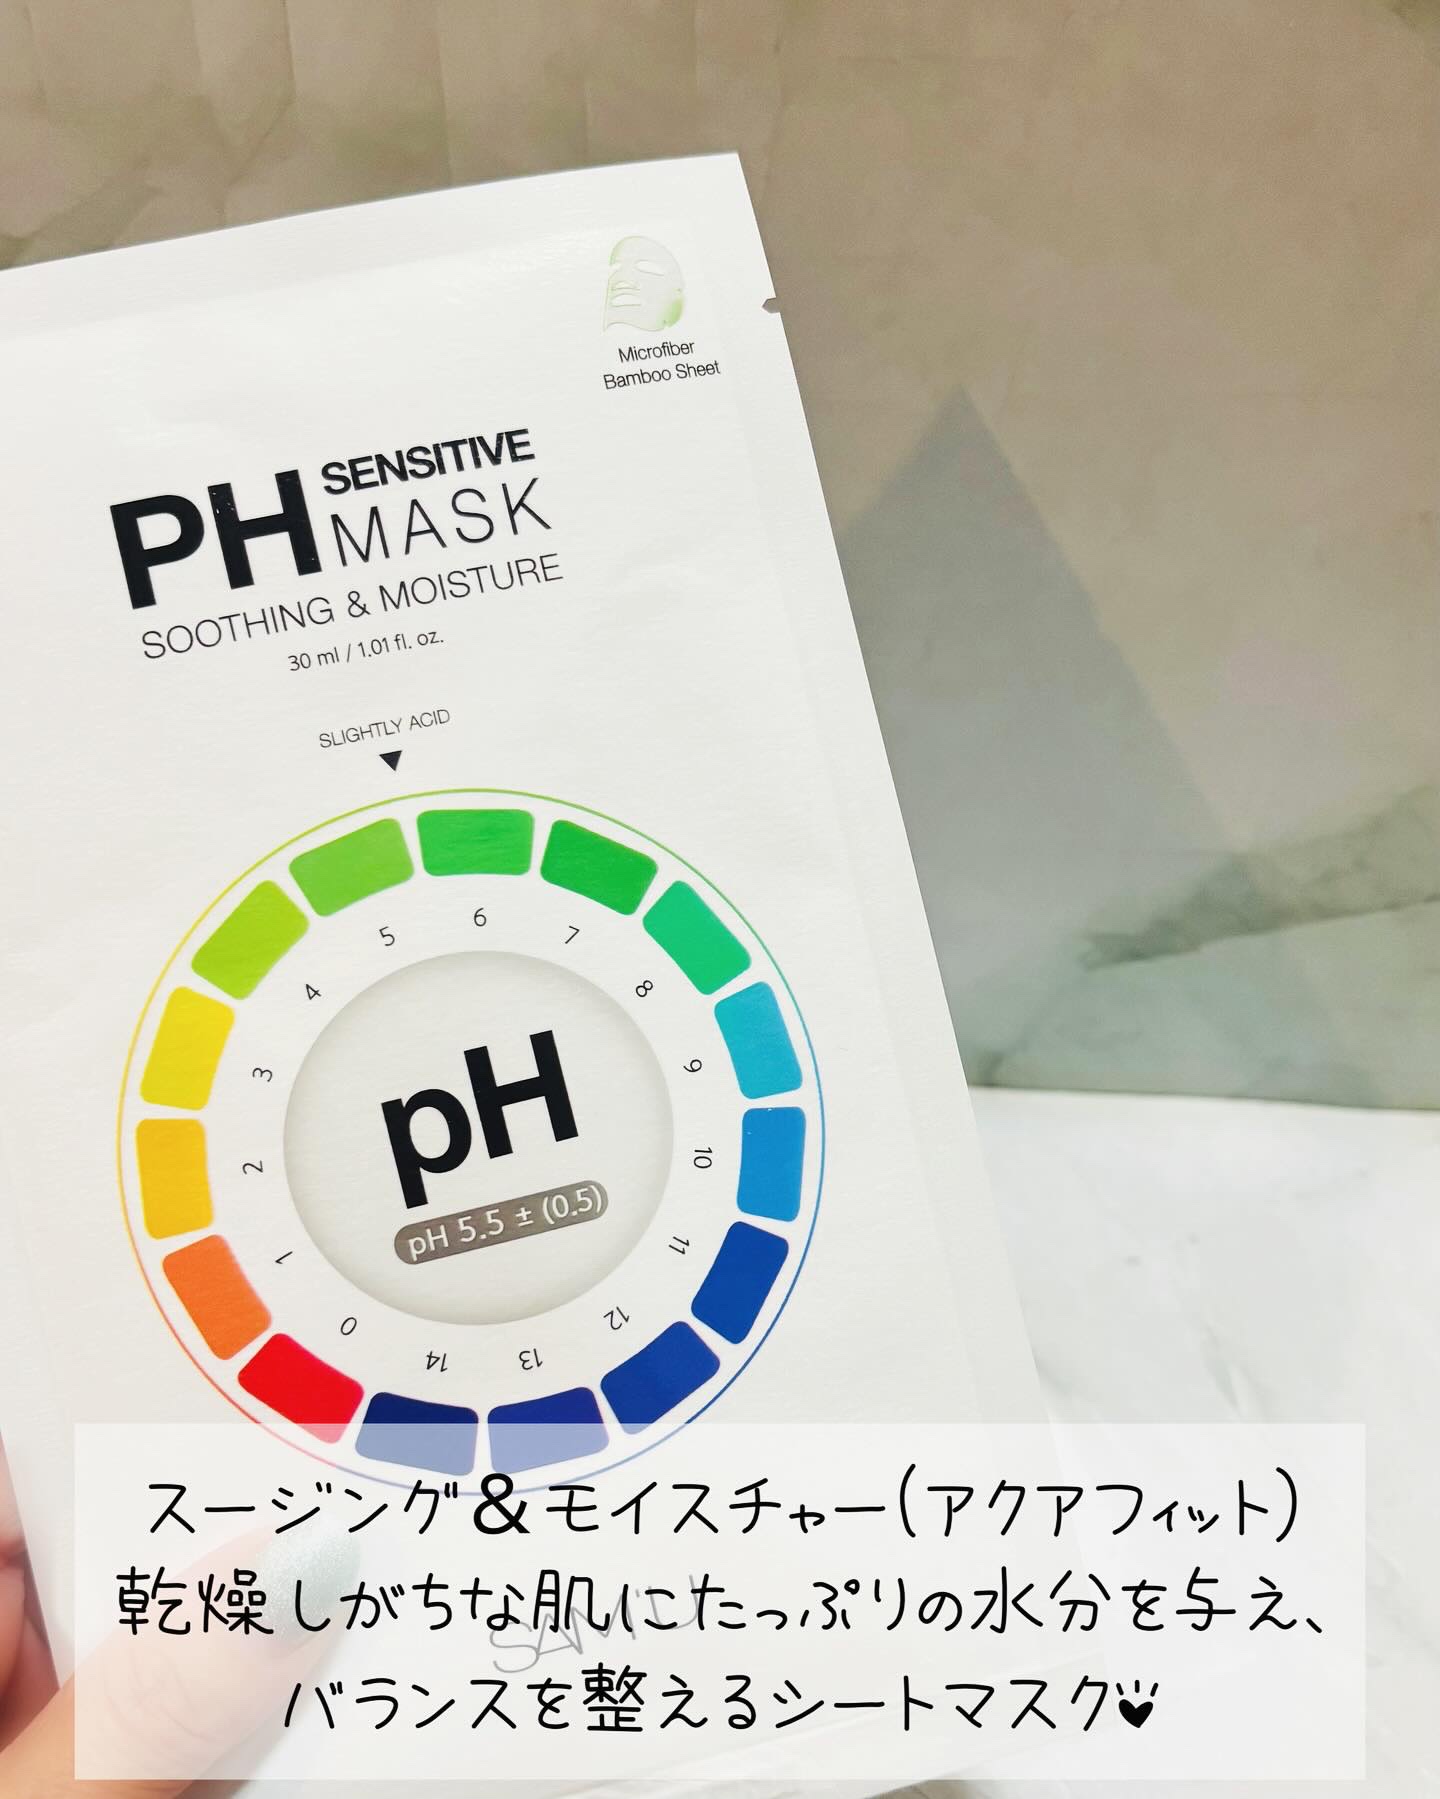 Microfiber
Bamboo Sheet
PH SENSITIVE
MASK
SOOTHING & MOISTURE
30 ml / 1.01 fl. oz.
SLIGHTLY ACID
0
1
2
3
4
5
6
7
8
9
10
11
12
13
14
pH
pH 5.5 ± (0.5)
SAM'U
スージング&モイスチャー(アクアフィット)
乾燥しがちな肌にたっぷりの水分を与え、
バランスを整えるシートマスク